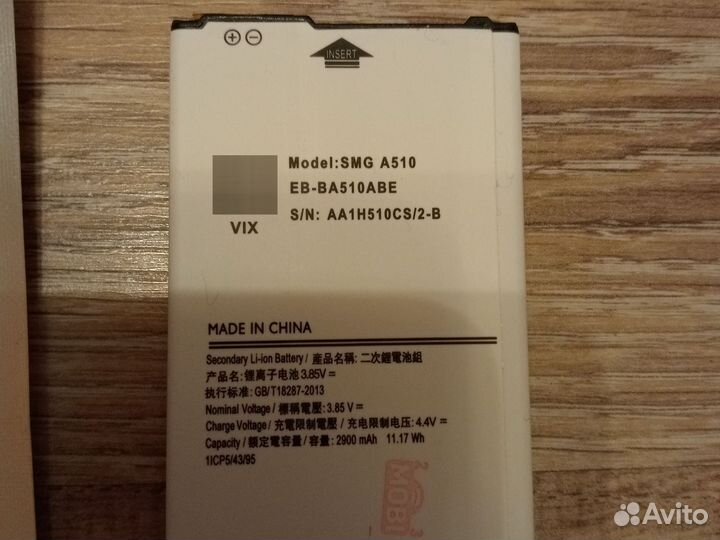 INSERT
Model:SMG A510
EB-BA510ABE
S/N: AA1H510CS/2-B
VIX
MADE IN CHINA
Secondary Li-ion Battery / 産品名稱: 二次鋰電池組
产品名:锂离子电池 3.85V⎓
执行标准: GB/T18287-2013
Nominal Voltage / 標稱電壓: 3.85 V⎓
Charge Voltage / 充電限制電壓 / 充电限制电压: 4.4V⎓
Capacity / 額定電容量/ 容量: 2900 mAh 11.17 Wh
1ICP5/43/95
MOBI
Avito